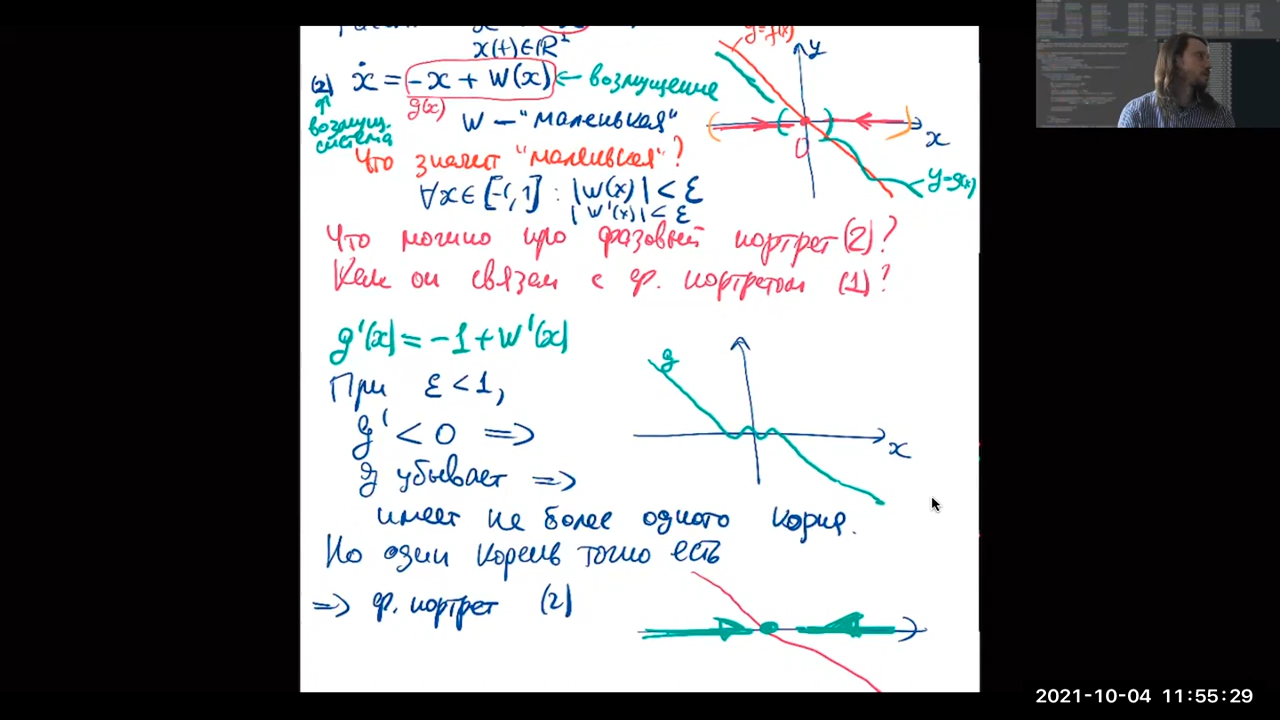 x(t)∈ℝ²
(2) ẋ = -x + w(x) ← возмущение
g(x)
возмущ. система
w – "маленькая"
Что значит "маленькая"?
∀x∈[-1, 1] : |w(x)| < ε
|w'(x)| < ε
y=f(x)
y
x
0
y=g(x)
Что можно про фазовый портрет (2)?
Как он связан с ф. портретом (1)?
g'(x) = -1 + w'(x)
При ε < 1,
g' < 0 =>
g убывает =>
имеет не более одного корня.
Но один корень точно есть
=> ф. портрет (2)
g
x
2021-10-04 11:55:29